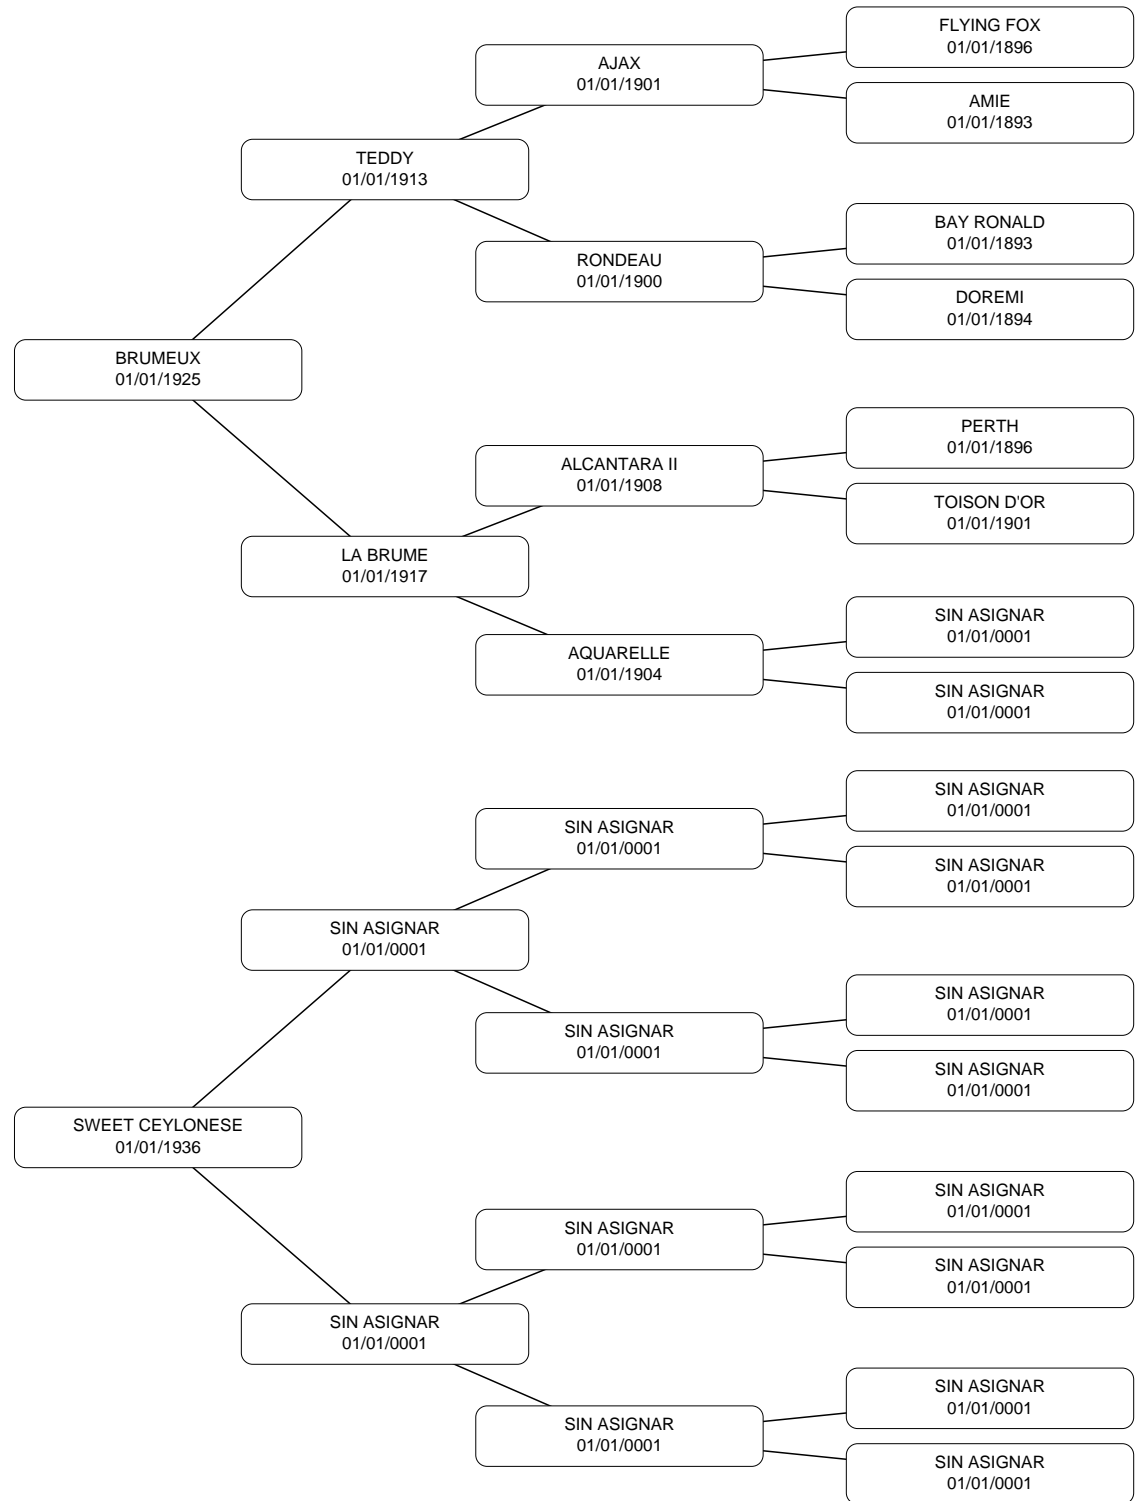 FLYING FOX
01/01/1896
AJAX
01/01/1901
AMIE
01/01/1893
TEDDY
01/01/1913
BAY RONALD
01/01/1893
RONDEAU
01/01/1900
DOREMI
01/01/1894
BRUMEUX
01/01/1925
PERTH
01/01/1896
ALCANTARA II
01/01/1908
TOISON D'OR
01/01/1901
LA BRUME
01/01/1917
SIN ASIGNAR
01/01/0001
AQUARELLE
01/01/1904
SIN ASIGNAR
01/01/0001
SIN ASIGNAR
01/01/0001
SIN ASIGNAR
01/01/0001
SIN ASIGNAR
01/01/0001
SIN ASIGNAR
01/01/0001
SIN ASIGNAR
01/01/0001
SIN ASIGNAR
01/01/0001
SIN ASIGNAR
01/01/0001
SWEET CEYLONESE
01/01/1936
SIN ASIGNAR
01/01/0001
SIN ASIGNAR
01/01/0001
SIN ASIGNAR
01/01/0001
SIN ASIGNAR
01/01/0001
SIN ASIGNAR
01/01/0001
SIN ASIGNAR
01/01/0001
SIN ASIGNAR
01/01/0001